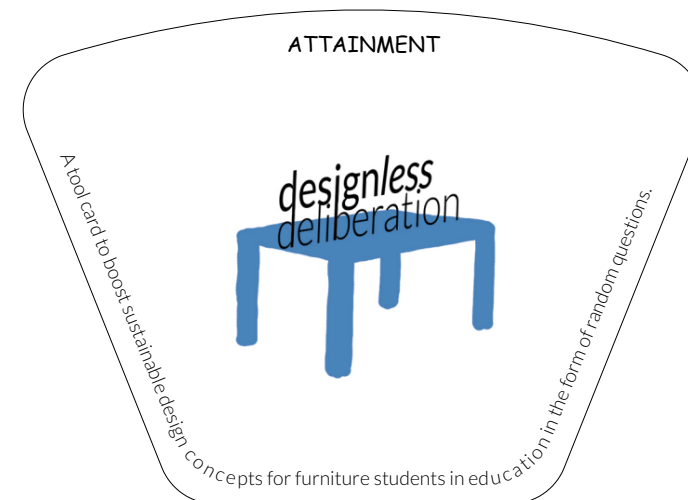 ATTAINMENT
designless
deliberation
A tool card to boost sustainable design concepts for furniture students in education in the form of random questions.